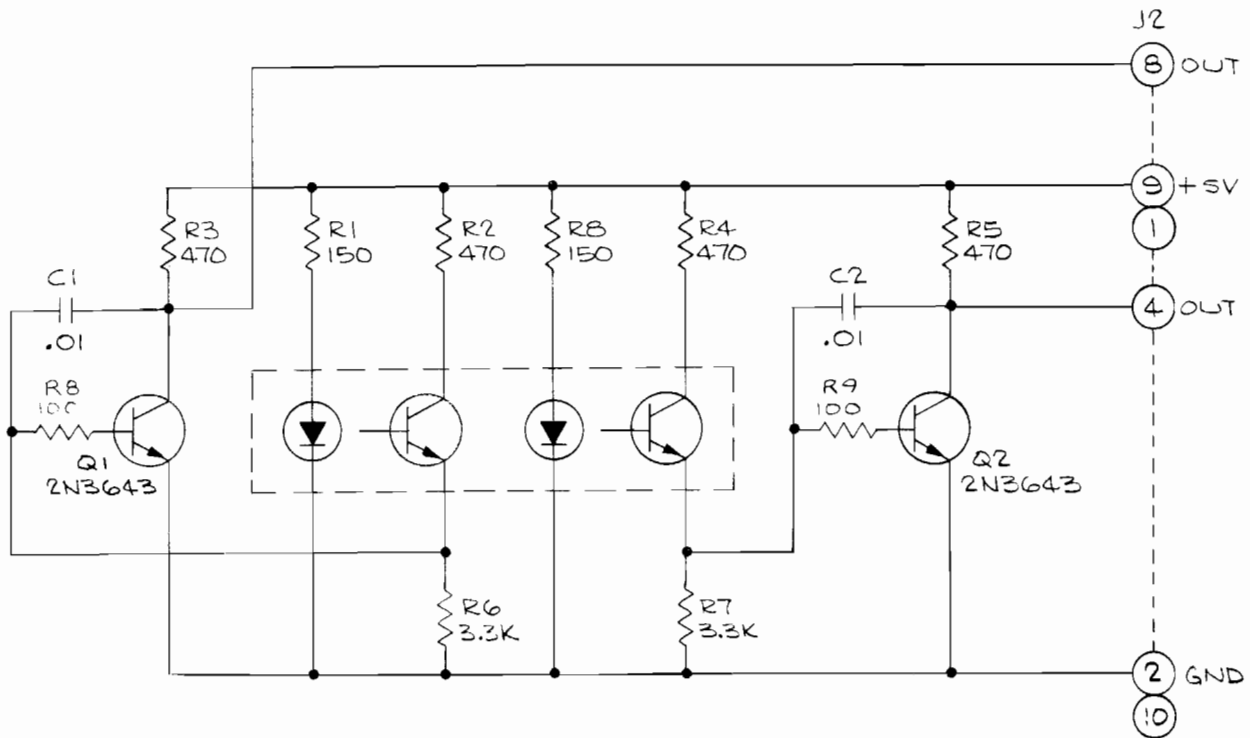 J2
8 OUT
9 +5V
1
R3
470
R1
150
R2
470
R8
150
R4
470
R5
470
C1
.01
C2
.01
4 OUT
R8
100
Q1
2N3643
R9
100
Q2
2N3643
R6
3.3K
R7
3.3K
2 GND
10